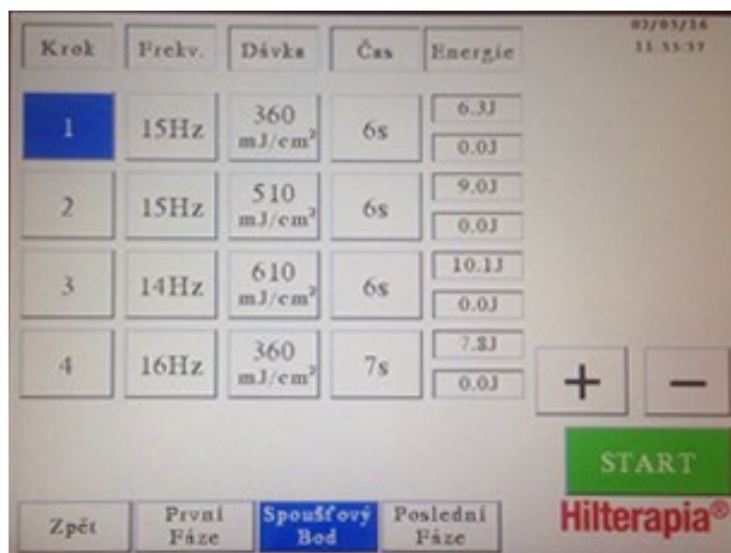 02/03/16
11:55:37
Krok Frekv. Dávka Čas Energie
1 15Hz 360 mJ/cm² 6s 6.3J
0.0J
2 15Hz 510 mJ/cm² 6s 9.0J
0.0J
3 14Hz 610 mJ/cm² 6s 10.1J
0.0J
4 16Hz 360 mJ/cm² 7s 7.8J
0.0J
+ −
START
Zpět První Fáze Spoušťový Bod Poslední Fáze
Hilterapia®